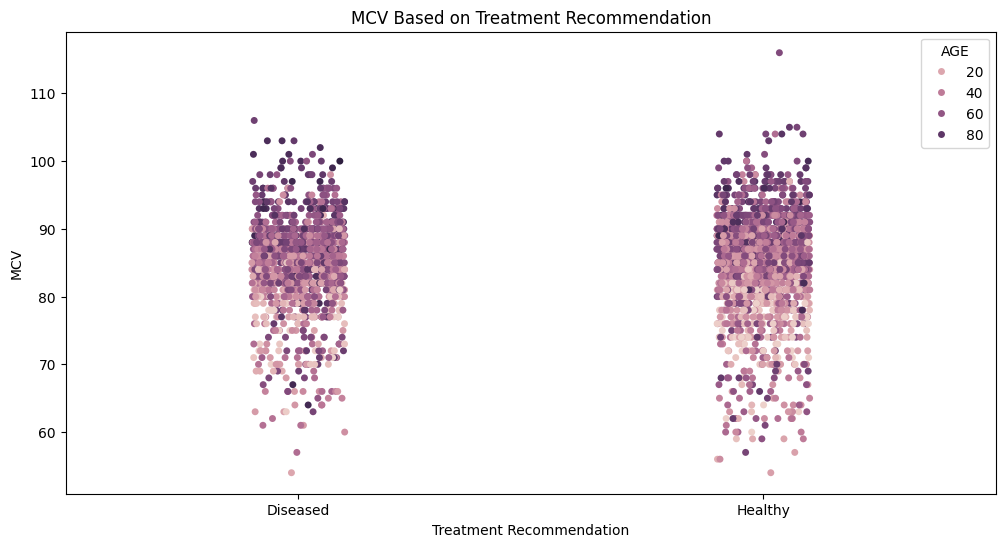 MCV Based on Treatment Recommendation
MCV
110
100
90
80
70
60
AGE
20
40
60
80
Diseased
Healthy
Treatment Recommendation